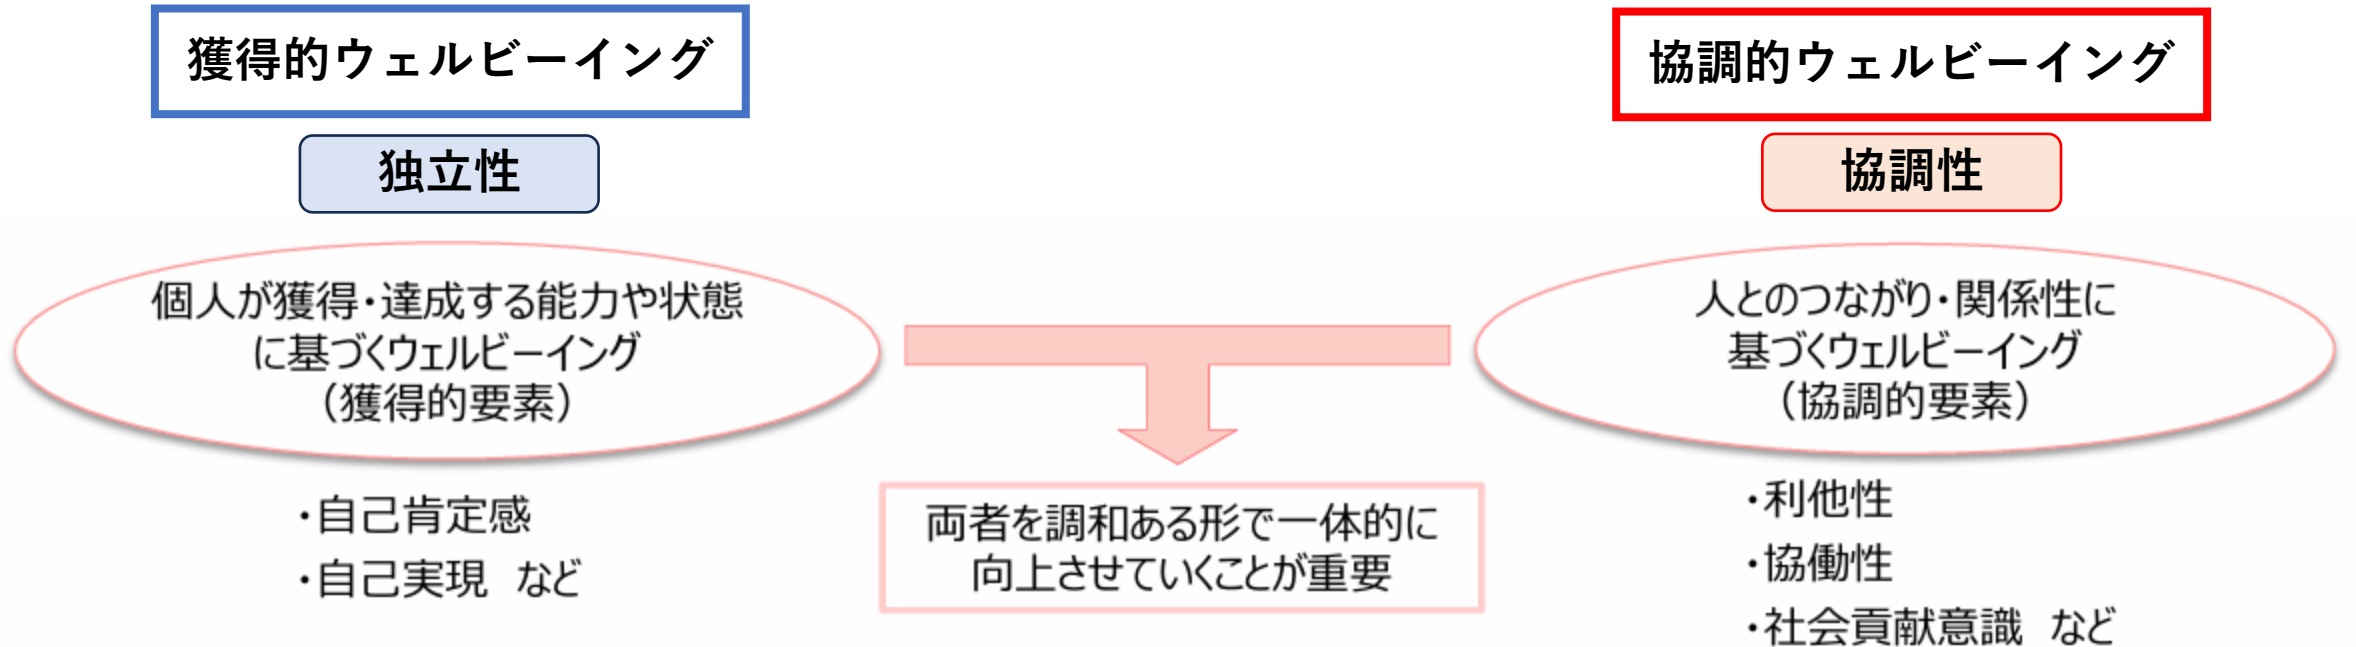 獲得的ウェルビーイング
独立性
個人が獲得・達成する能力や状態
に基づくウェルビーイング
（獲得的要素）
・自己肯定感
・自己実現　など
両者を調和ある形で一体的に
向上させていくことが重要
協調的ウェルビーイング
協調性
人とのつながり・関係性に
基づくウェルビーイング
（協調的要素）
・利他性
・協働性
・社会貢献意識　など